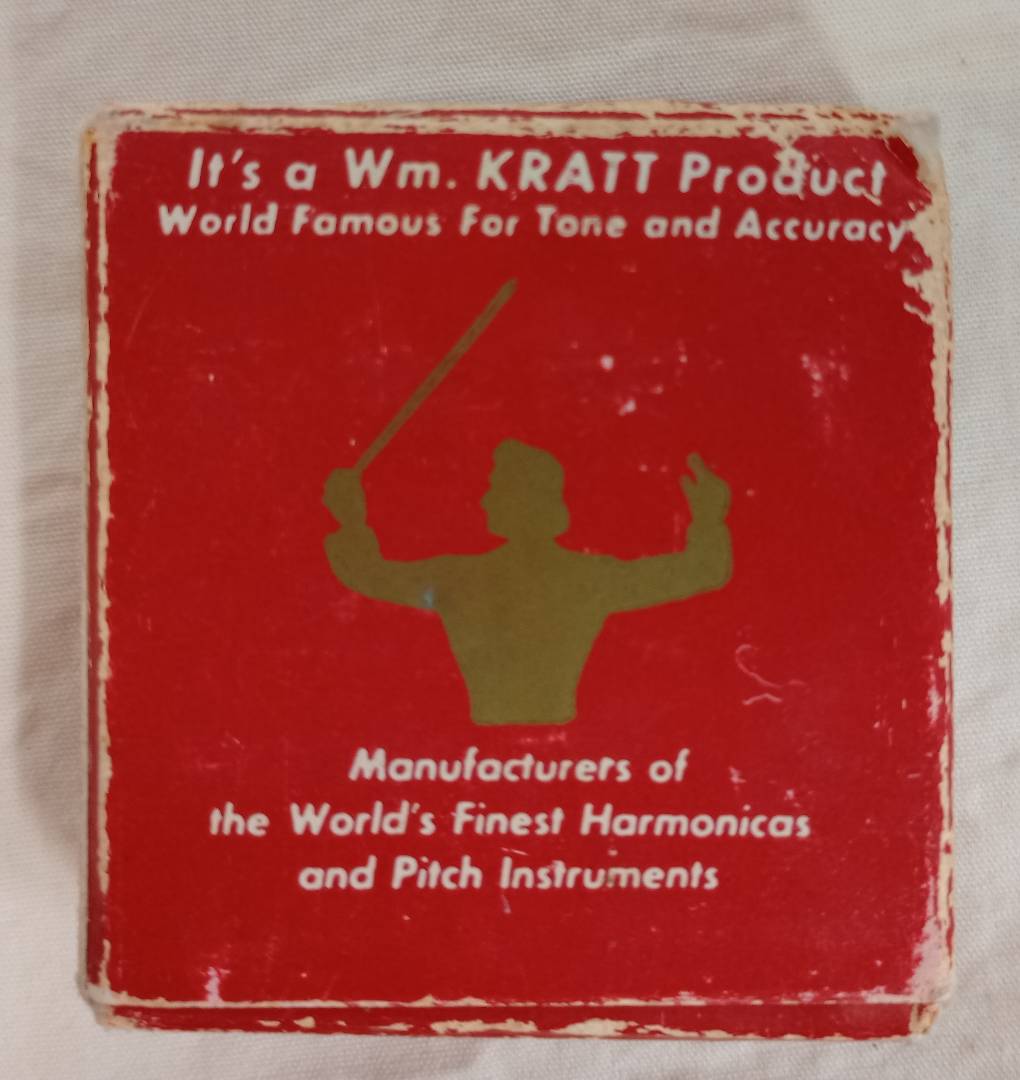 It's a Wm. KRATT Product
World Famous For Tone and Accuracy
Manufacturers of
the World's Finest Harmonicas
and Pitch Instruments